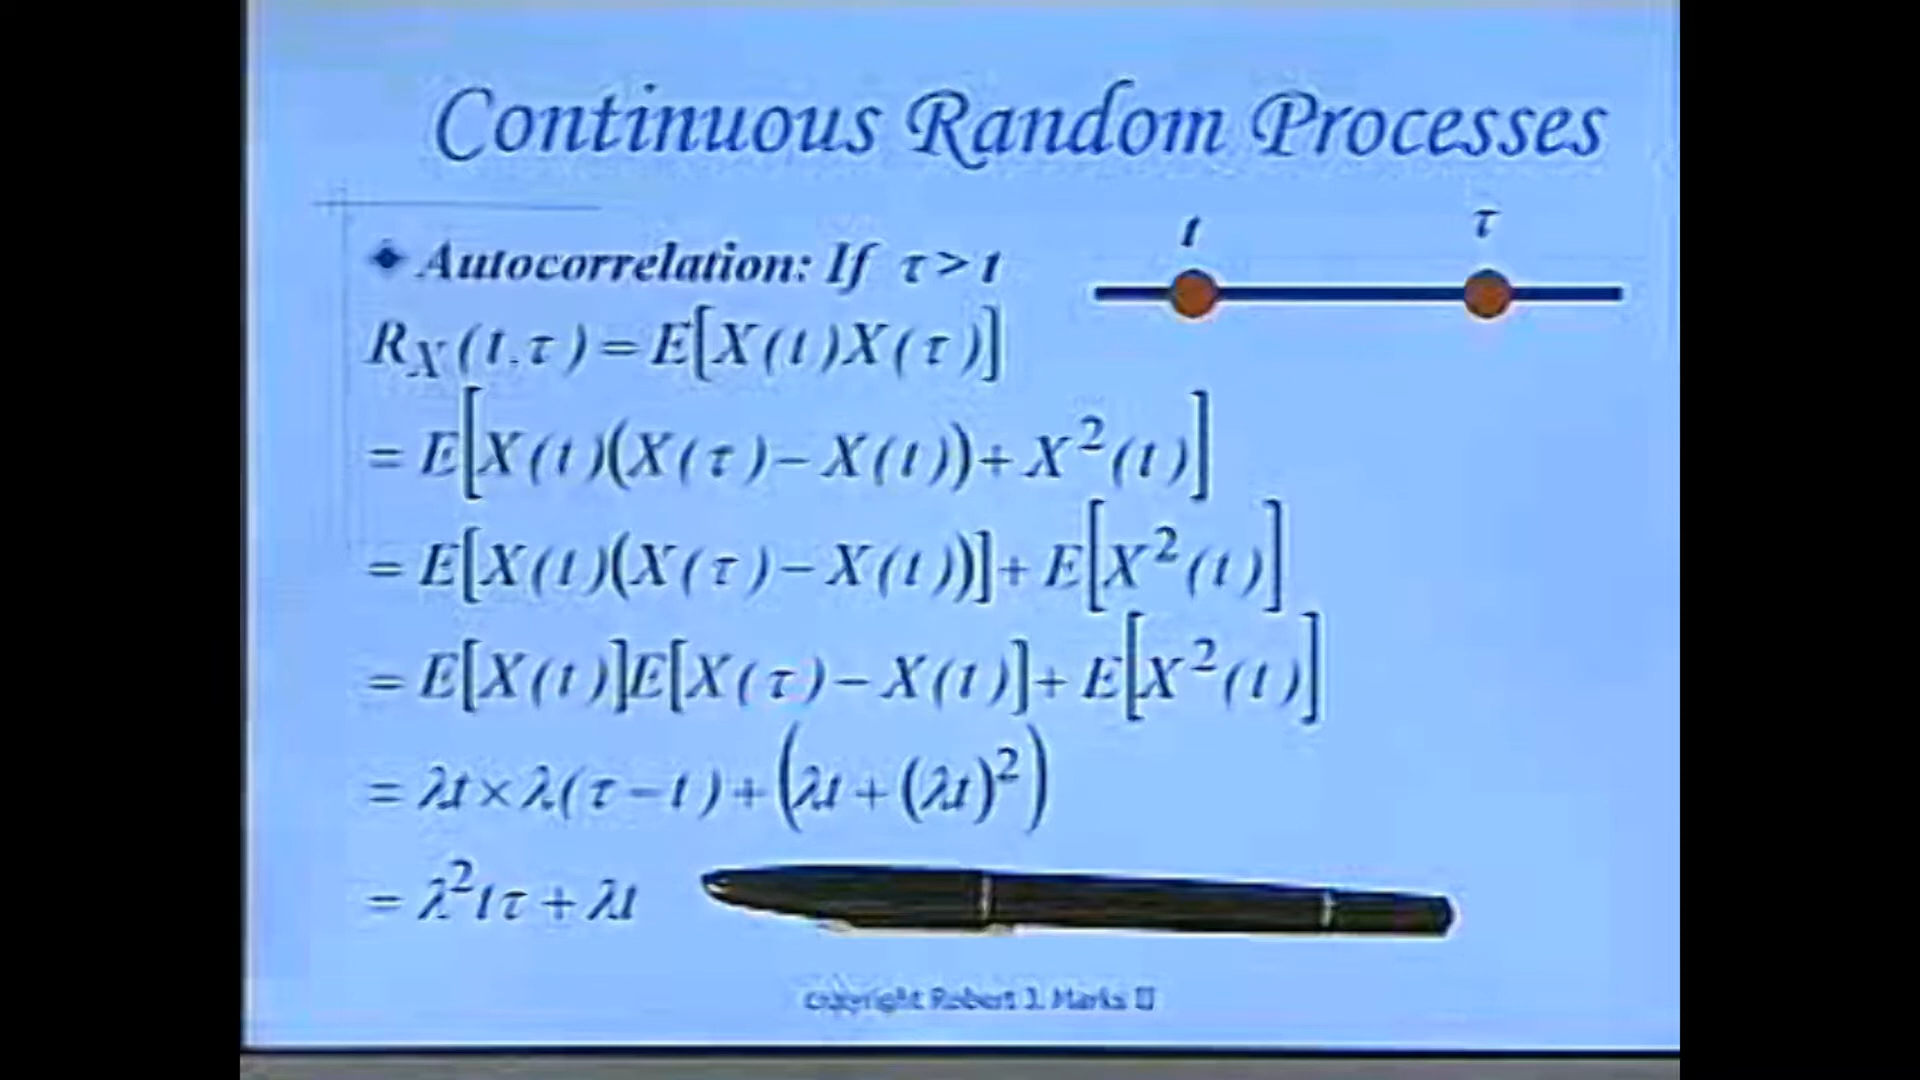 Continuous Random Processes
t τ
Autocorrelation: If τ > t
R_X(t,τ) = E[X(t)X(τ)]
= E[X(t)(X(τ) − X(t)) + X²(t)]
= E[X(t)(X(τ) − X(t))] + E[X²(t)]
= E[X(t)]E[X(τ) − X(t)] + E[X²(t)]
= λt × λ(τ − t) + (λt + (λt)²)
= λ²tτ + λt
copyright Robert J. Marks II